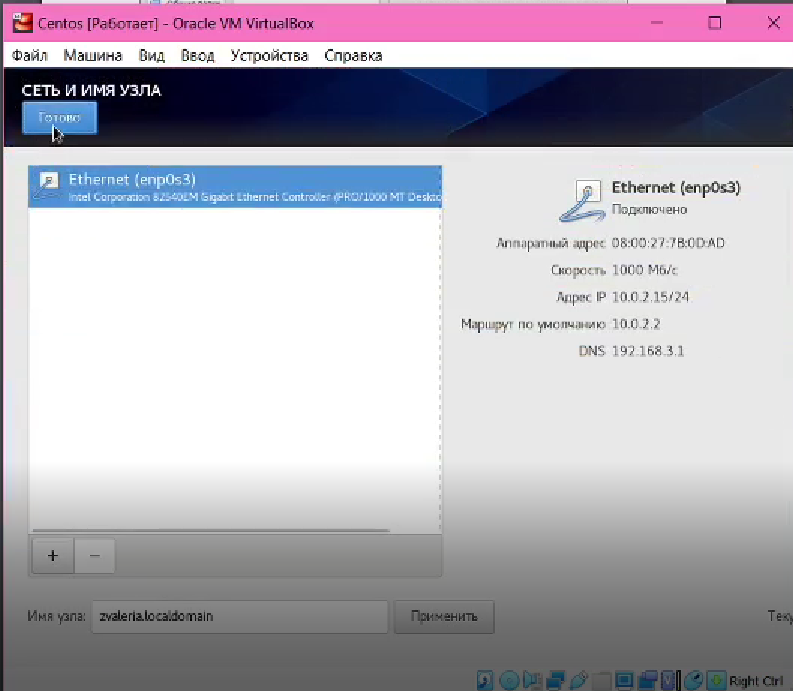 Centos [Работает] - Oracle VM VirtualBox
Файл Машина Вид Ввод Устройства Справка
СЕТЬ И ИМЯ УЗЛА
Готово
Ethernet (enp0s3)
Intel Corporation 82540EM Gigabit Ethernet Controller (PRO/1000 MT Deskto
Ethernet (enp0s3)
Подключено
Аппаратный адрес 08:00:27:7B:0D:AD
Скорость 1000 Мб/с
Адрес IP 10.0.2.15/24
Маршрут по умолчанию 10.0.2.2
DNS 192.168.3.1
Имя узла: zvaleria.localdomain Применить Теку
Right Ctrl